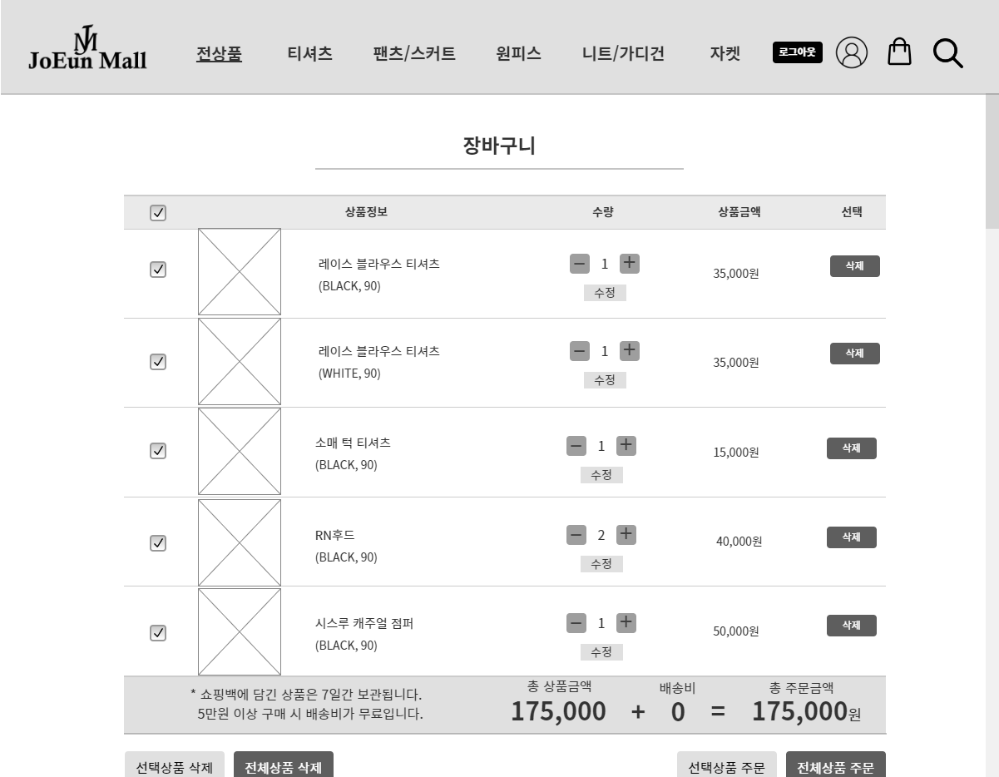 JM
JoEun Mall
전상품 티셔츠 팬츠/스커트 원피스 니트/가디건 자켓 로그아웃
장바구니
상품정보 수량 상품금액 선택
레이스 블라우스 티셔츠
(BLACK, 90)
1
수정
35,000원
삭제
레이스 블라우스 티셔츠
(WHITE, 90)
1
수정
35,000원
삭제
소매 턱 티셔츠
(BLACK, 90)
1
수정
15,000원
삭제
RN후드
(BLACK, 90)
2
수정
40,000원
삭제
시스루 캐주얼 점퍼
(BLACK, 90)
1
수정
50,000원
삭제
* 쇼핑백에 담긴 상품은 7일간 보관됩니다.
5만원 이상 구매 시 배송비가 무료입니다.
총 상품금액 배송비 총 주문금액
175,000 + 0 = 175,000원
선택상품 삭제 전체상품 삭제 선택상품 주문 전체상품 주문